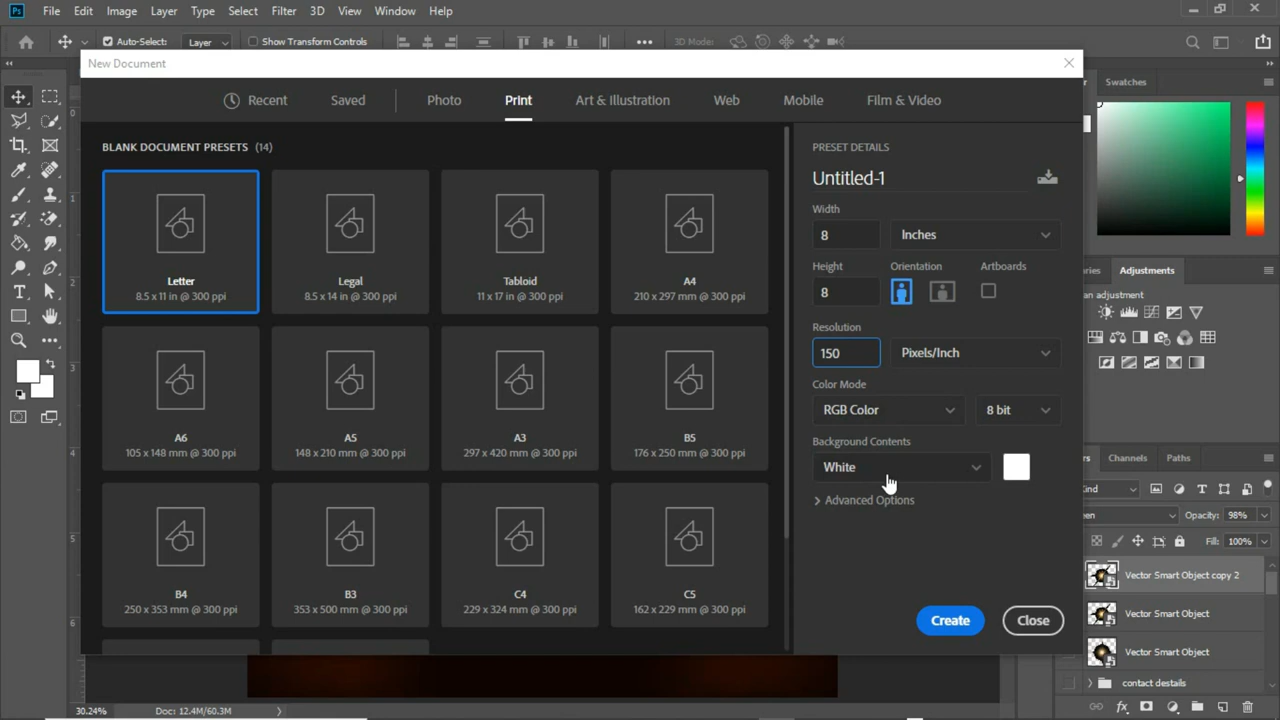 Ps File Edit Image Layer Type Select Filter 3D View Window Help
Auto-Select: Layer Show Transform Controls 3D Mode:
New Document
Swatches
Recent Saved Photo Print Art & Illustration Web Mobile Film & Video
BLANK DOCUMENT PRESETS (14)
Letter
8.5 x 11 in @ 300 ppi
Legal
8.5 x 14 in @ 300 ppi
Tabloid
11 x 17 in @ 300 ppi
A4
210 x 297 mm @ 300 ppi
A6
105 x 148 mm @ 300 ppi
A5
148 x 210 mm @ 300 ppi
A3
297 x 420 mm @ 300 ppi
B5
176 x 250 mm @ 300 ppi
B4
250 x 353 mm @ 300 ppi
B3
353 x 500 mm @ 300 ppi
C4
229 x 324 mm @ 300 ppi
C5
162 x 229 mm @ 300 ppi
PRESET DETAILS
Untitled-1
Width
8 Inches
Height Orientation Artboards
8
Resolution
150 Pixels/Inch
Color Mode
RGB Color 8 bit
Background Contents
White
Advanced Options
Create Close
0
1
2
3
4
5
6
Adjustments
an adjustment
Channels Paths
Opacity: 98%
Fill: 100%
Vector Smart Object copy 2
Vector Smart Object
Vector Smart Object
contact destails
30.24% Doc: 12.4M/60.3M